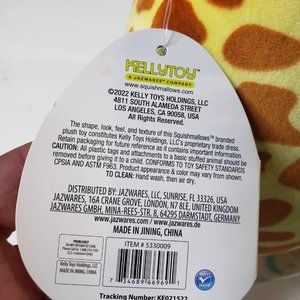 KELLYTOY
A JAZWARES® COMPANY
www.squishmallows.com
©2022 KELLY TOYS HOLDINGS, LLC
4811 SOUTH ALAMEDA STREET
LOS ANGELES, CA 90058, USA
All Rights Reserved.
The shape, look, feel, and texture of this Squishmallows™ branded
plush toy constitutes Kelly Toys Holdings, LLC's proprietary trade dress.
Retain packaging for future reference as it contains important information.
CAUTION: All plastic tags and attachments to a basic stuffed animal should be
removed before giving it to a child. CONFORMS TO TOY SAFETY STANDARDS
CPSIA AND ASTM F963. Product appearance & color may vary from shown.
TO CLEAN: Hand wash, then air dry.
DISTRIBUTED BY: JAZWARES, LLC, SUNRISE, FL 33326, USA
JAZWARES, 16A CRANE GROVE, LONDON, N7 8LE, UNITED KINGDOM
JAZWARES GMBH, MINA-REES-STR. 8, 64295 DARMSTADT, GERMANY
MADE IN JINING, CHINA
ITEM # 5330009
PROBLEMS?
DO NOT RETURN TO STORE
Kelly Toys Holdings, LLC
MADE IN JINING, CHINA
Tracking Number: KE021522